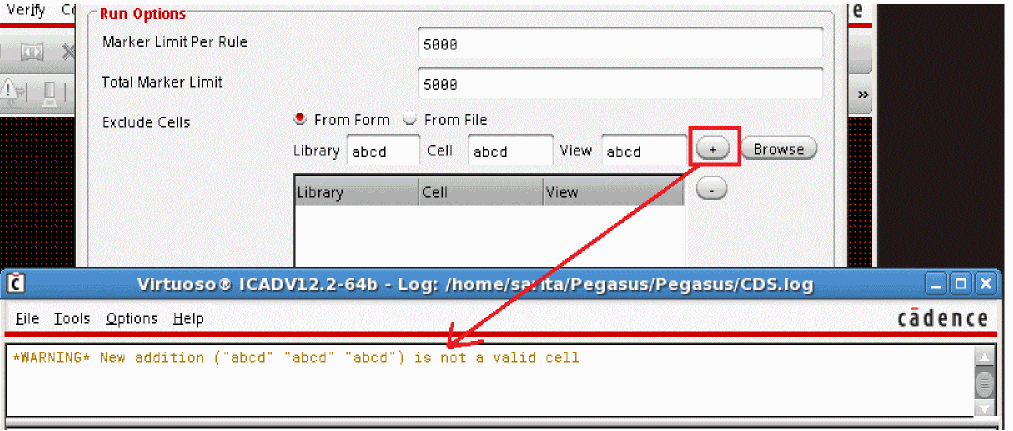 Verify
Run Options
Marker Limit Per Rule 5000
Total Marker Limit 5000
»
Exclude Cells From Form From File
Library abcd Cell abcd View abcd + Browse
Library Cell View -
Virtuoso® ICADV12.2-64b - Log: /home/sarita/Pegasus/Pegasus/CDS.log
File Tools Options Help cādence
*WARNING* New addition ("abcd" "abcd" "abcd") is not a valid cell